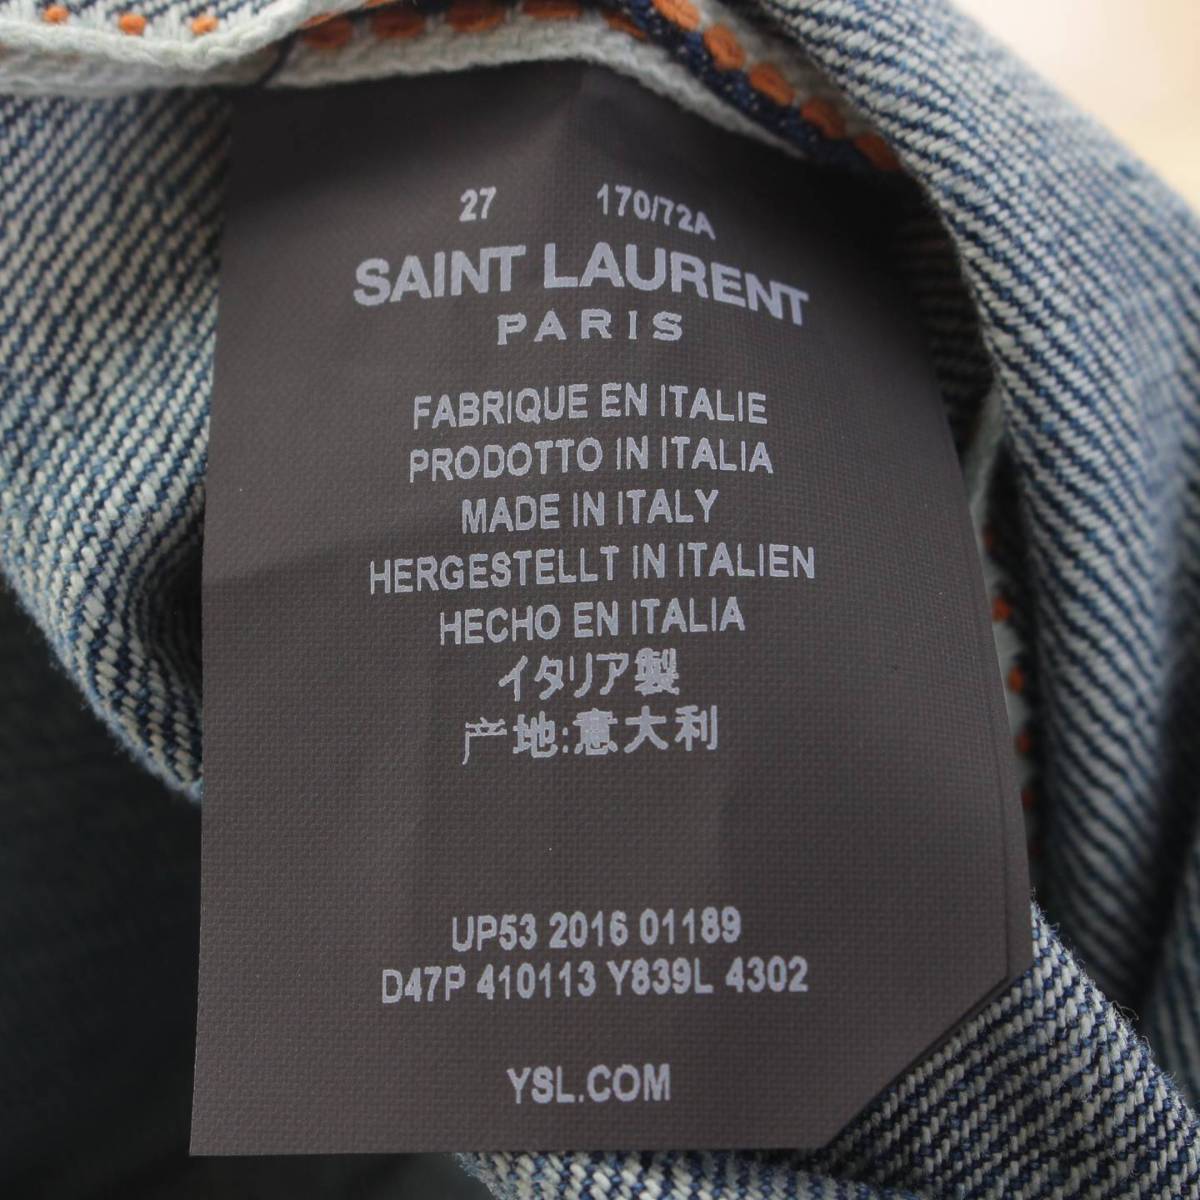 27 170/72A
SAINT LAURENT
PARIS
FABRIQUE EN ITALIE
PRODOTTO IN ITALIA
MADE IN ITALY
HERGESTELLT IN ITALIEN
HECHO EN ITALIA
イタリア製
产地:意大利
UP53 2016 01189
D47P 410113 Y839L 4302
YSL.COM